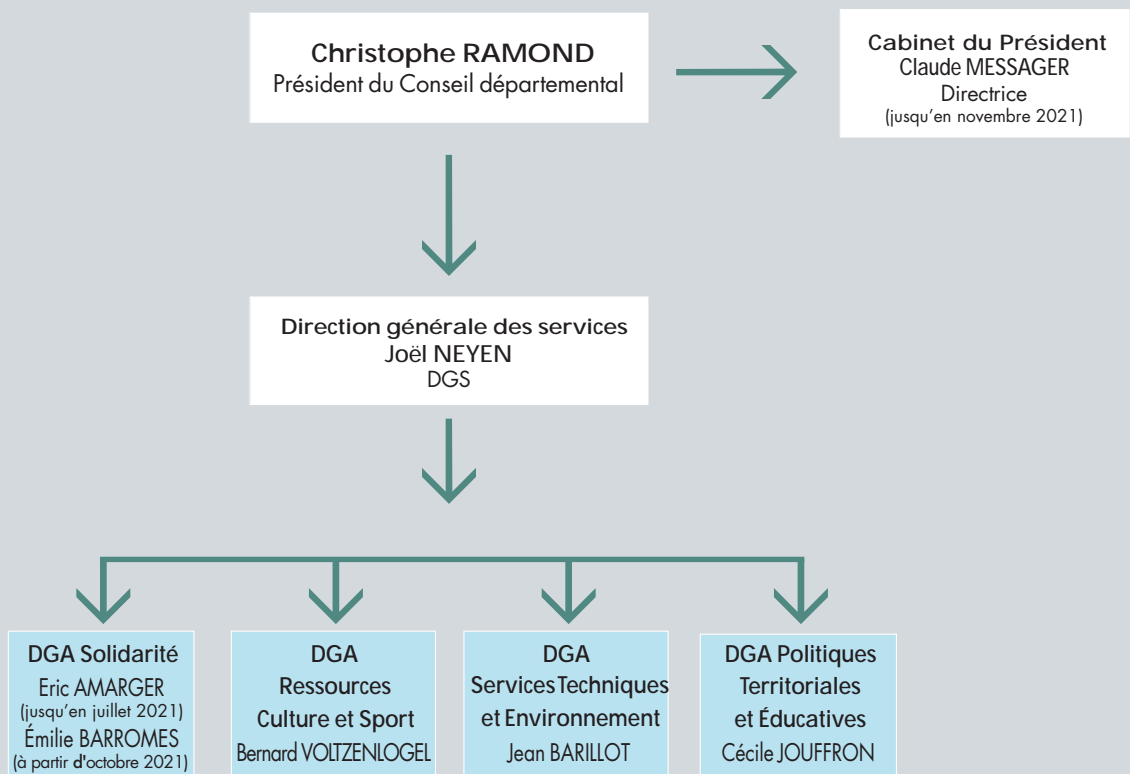 Christophe RAMOND
Président du Conseil départemental
Cabinet du Président
Claude MESSAGER
Directrice
(jusqu'en novembre 2021)
Direction générale des services
Joël NEYEN
DGS
DGA Solidarité
Eric AMARGER
(jusqu'en juillet 2021)
Émilie BARROMES
(à partir d'octobre 2021)
DGA
Ressources
Culture et Sport
Bernard VOLTZENLOGEL
DGA
Services Techniques
et Environnement
Jean BARILLOT
DGA Politiques
Territoriales
et Éducatives
Cécile JOUFFRON